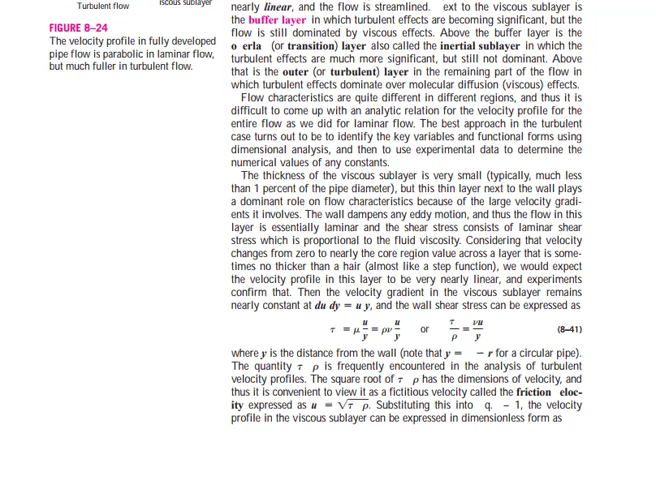 Turbulent flow
iscous sublayer
FIGURE 8–24
The velocity profile in fully developed
pipe flow is parabolic in laminar flow,
but much fuller in turbulent flow.
nearly linear, and the flow is streamlined. ext to the viscous sublayer is
the buffer layer in which turbulent effects are becoming significant, but the
flow is still dominated by viscous effects. Above the buffer layer is the
o erla (or transition) layer also called the inertial sublayer in which the
turbulent effects are much more significant, but still not dominant. Above
that is the outer (or turbulent) layer in the remaining part of the flow in
which turbulent effects dominate over molecular diffusion (viscous) effects.
Flow characteristics are quite different in different regions, and thus it is
difficult to come up with an analytic relation for the velocity profile for the
entire flow as we did for laminar flow. The best approach in the turbulent
case turns out to be to identify the key variables and functional forms using
dimensional analysis, and then to use experimental data to determine the
numerical values of any constants.
The thickness of the viscous sublayer is very small (typically, much less
than 1 percent of the pipe diameter), but this thin layer next to the wall plays
a dominant role on flow characteristics because of the large velocity gradi-
ents it involves. The wall dampens any eddy motion, and thus the flow in this
layer is essentially laminar and the shear stress consists of laminar shear
stress which is proportional to the fluid viscosity. Considering that velocity
changes from zero to nearly the core region value across a layer that is some-
times no thicker than a hair (almost like a step function), we would expect
the velocity profile in this layer to be very nearly linear, and experiments
confirm that. Then the velocity gradient in the viscous sublayer remains
nearly constant at du dy = u y, and the wall shear stress can be expressed as
τ = μ u/y = ρν u/y or τ/ρ = νu/y (8–41)
where y is the distance from the wall (note that y = − r for a circular pipe).
The quantity τ ρ is frequently encountered in the analysis of turbulent
velocity profiles. The square root of τ ρ has the dimensions of velocity, and
thus it is convenient to view it as a fictitious velocity called the friction eloc-
ity expressed as u = √τ ρ. Substituting this into q. – 1, the velocity
profile in the viscous sublayer can be expressed in dimensionless form as